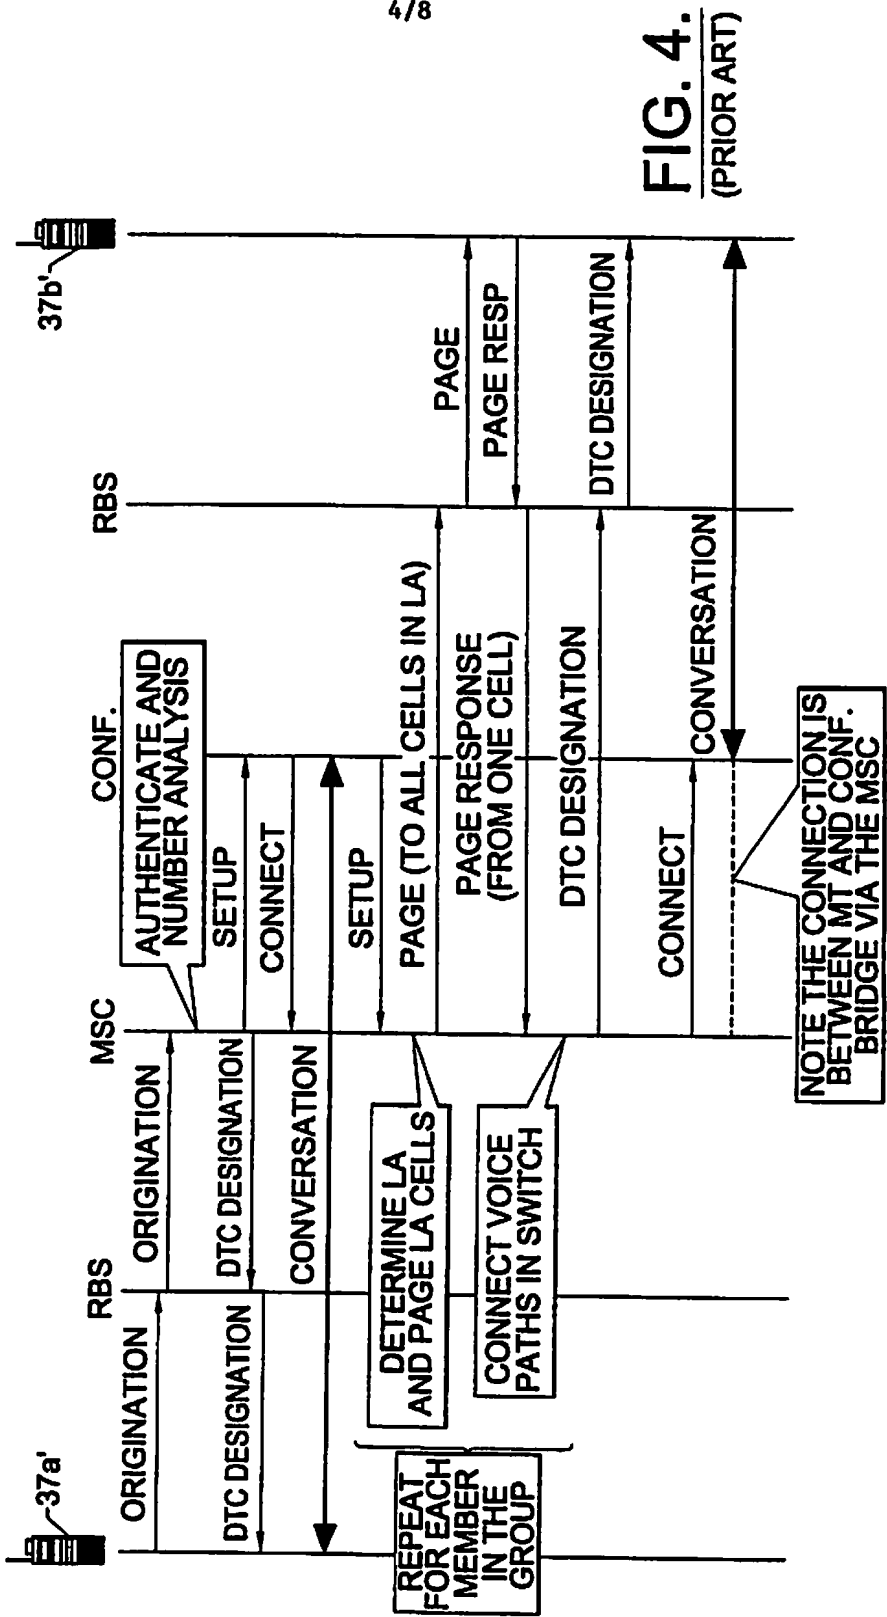 4/8
37a'
RBS
MSC
CONF.
RBS
37b'
AUTHENTICATE AND
NUMBER ANALYSIS
ORIGINATION
ORIGINATION
SETUP
DTC DESIGNATION
DTC DESIGNATION
CONNECT
CONVERSATION
SETUP
DETERMINE LA
AND PAGE LA CELLS
PAGE (TO ALL CELLS IN LA)
PAGE
PAGE RESP
PAGE RESPONSE
(FROM ONE CELL)
CONNECT VOICE
PATHS IN SWITCH
REPEAT
FOR EACH
MEMBER
IN THE
GROUP
DTC DESIGNATION
DTC DESIGNATION
CONNECT
CONVERSATION
NOTE THE CONNECTION IS
BETWEEN MT AND CONF.
BRIDGE VIA THE MSC
FIG. 4.
(PRIOR ART)